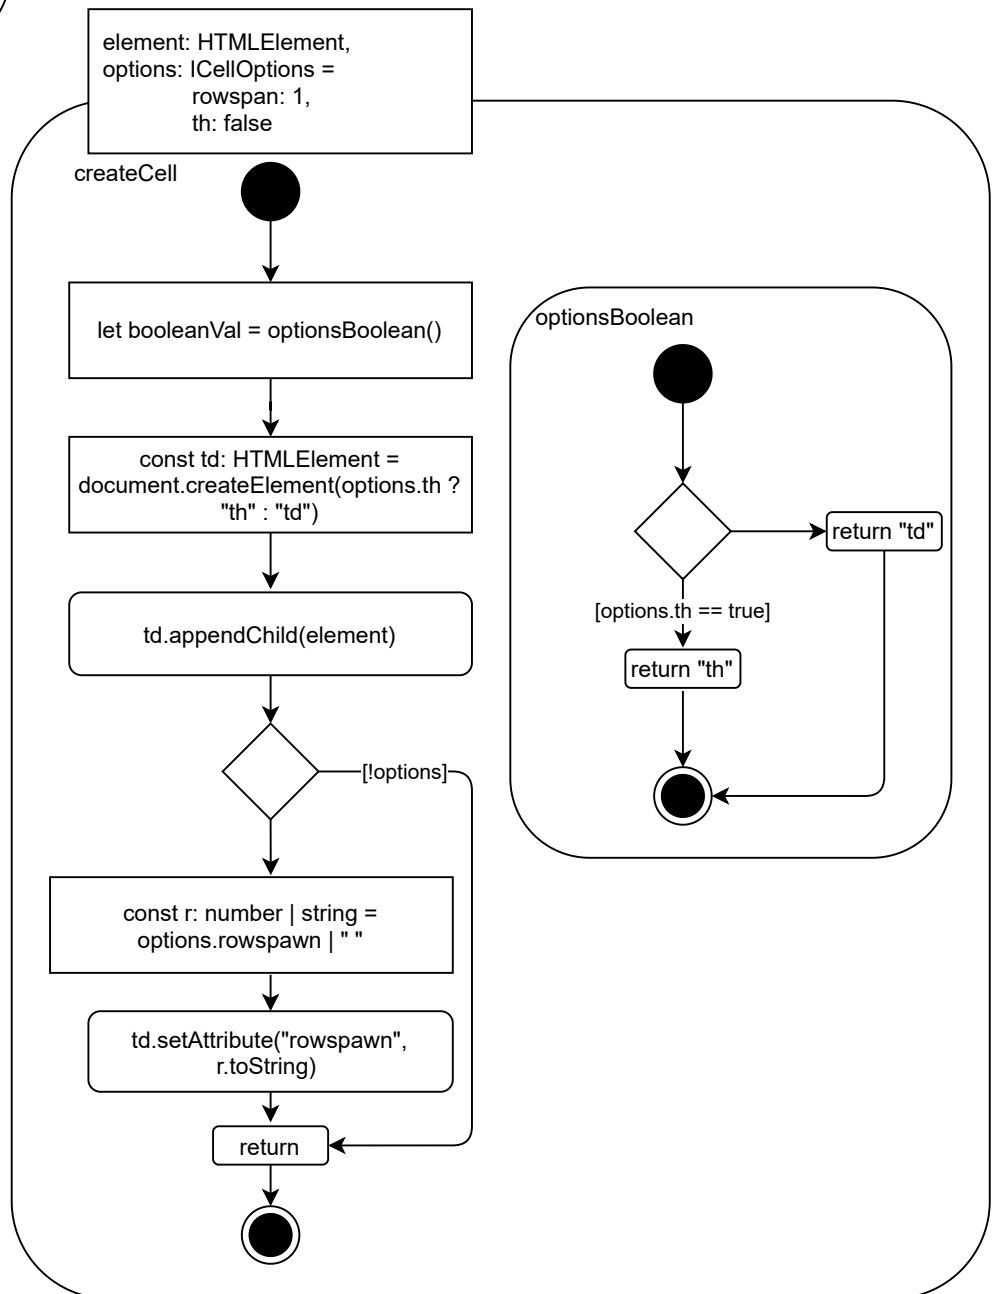 element: HTMLElement,
options: ICellOptions =
rowspan: 1,
th: false
createCell
let booleanVal = optionsBoolean()
const td: HTMLElement =
document.createElement(options.th ?
"th" : "td")
td.appendChild(element)
[!options]
const r: number | string =
options.rowspawn | " "
td.setAttribute("rowspawn",
r.toString)
return
optionsBoolean
return "td"
[options.th == true]
return "th"